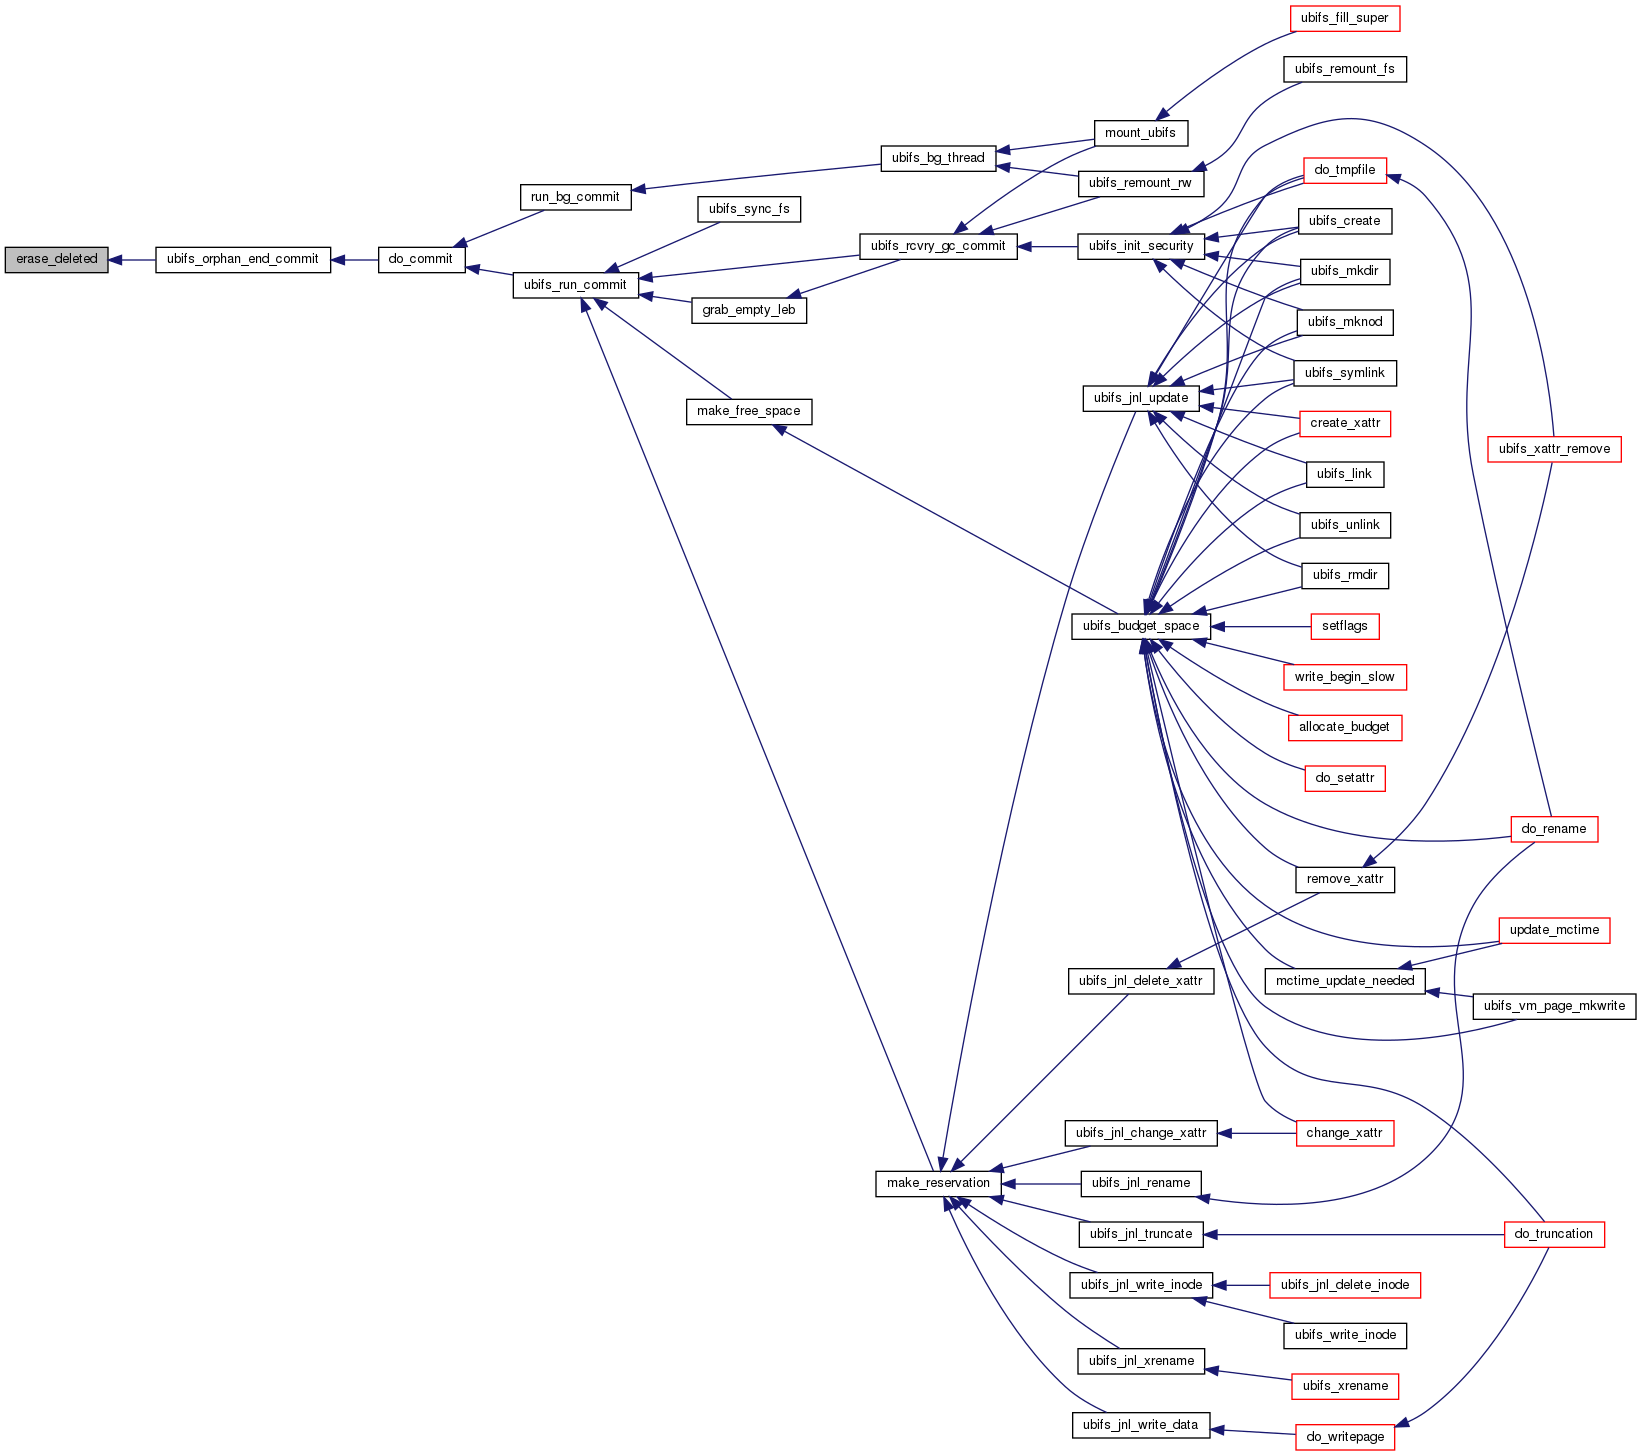 ubifs_fill_super
ubifs_remount_fs
mount_ubifs
ubifs_bg_thread
do_tmpfile
ubifs_remount_rw
run_bg_commit
ubifs_sync_fs
ubifs_create
erase_deleted
ubifs_orphan_end_commit
do_commit
ubifs_rcvry_gc_commit
ubifs_init_security
ubifs_mkdir
ubifs_run_commit
grab_empty_leb
ubifs_mknod
ubifs_symlink
ubifs_jnl_update
make_free_space
create_xattr
ubifs_xattr_remove
ubifs_link
ubifs_unlink
ubifs_rmdir
ubifs_budget_space
setflags
write_begin_slow
allocate_budget
do_setattr
do_rename
remove_xattr
update_mctime
ubifs_jnl_delete_xattr
mctime_update_needed
ubifs_vm_page_mkwrite
ubifs_jnl_change_xattr
change_xattr
make_reservation
ubifs_jnl_rename
ubifs_jnl_truncate
do_truncation
ubifs_jnl_write_inode
ubifs_jnl_delete_inode
ubifs_write_inode
ubifs_jnl_xrename
ubifs_xrename
ubifs_jnl_write_data
do_writepage